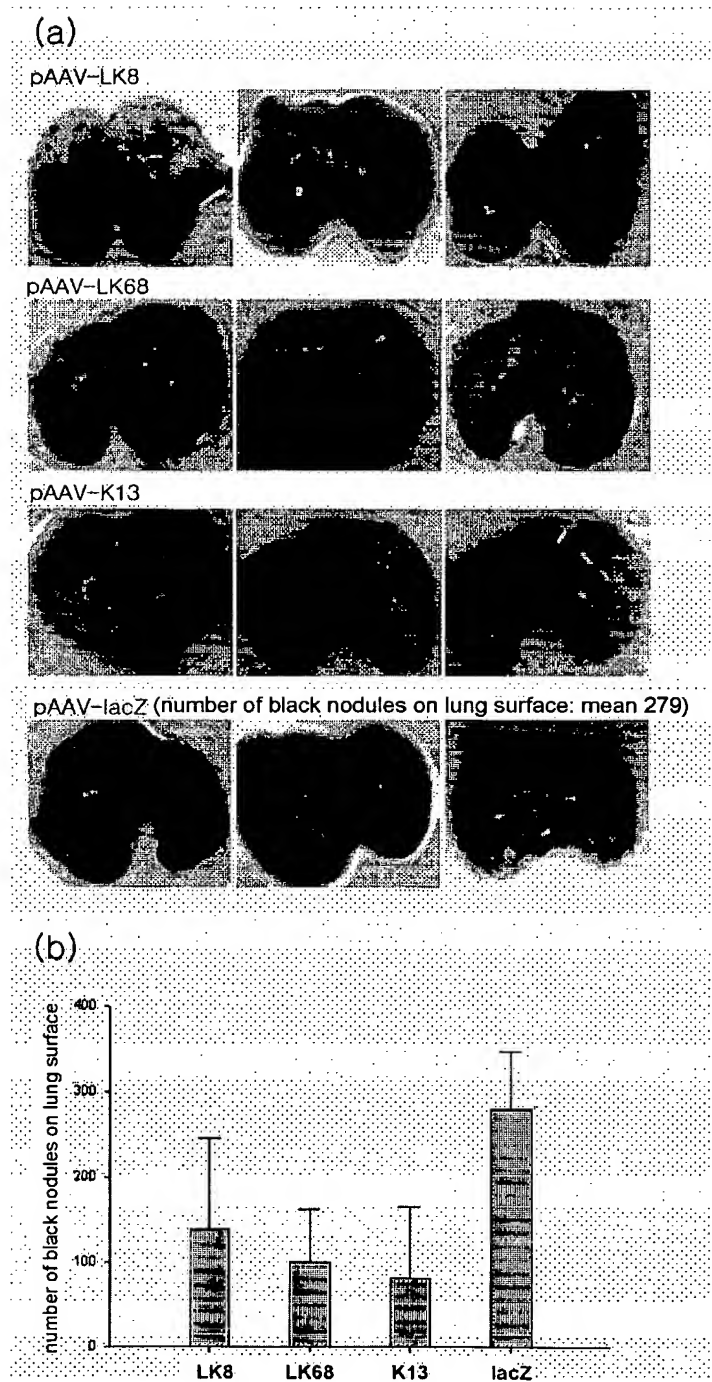 (a)
pAAV-LK8
pAAV-LK68
pAAV-K13
pAAV-lacZ (number of black nodules on lung surface: mean 279)
(b)
number of black nodules on lung surface
400
300
200
100
0
LK8 LK68 K13 lacZ